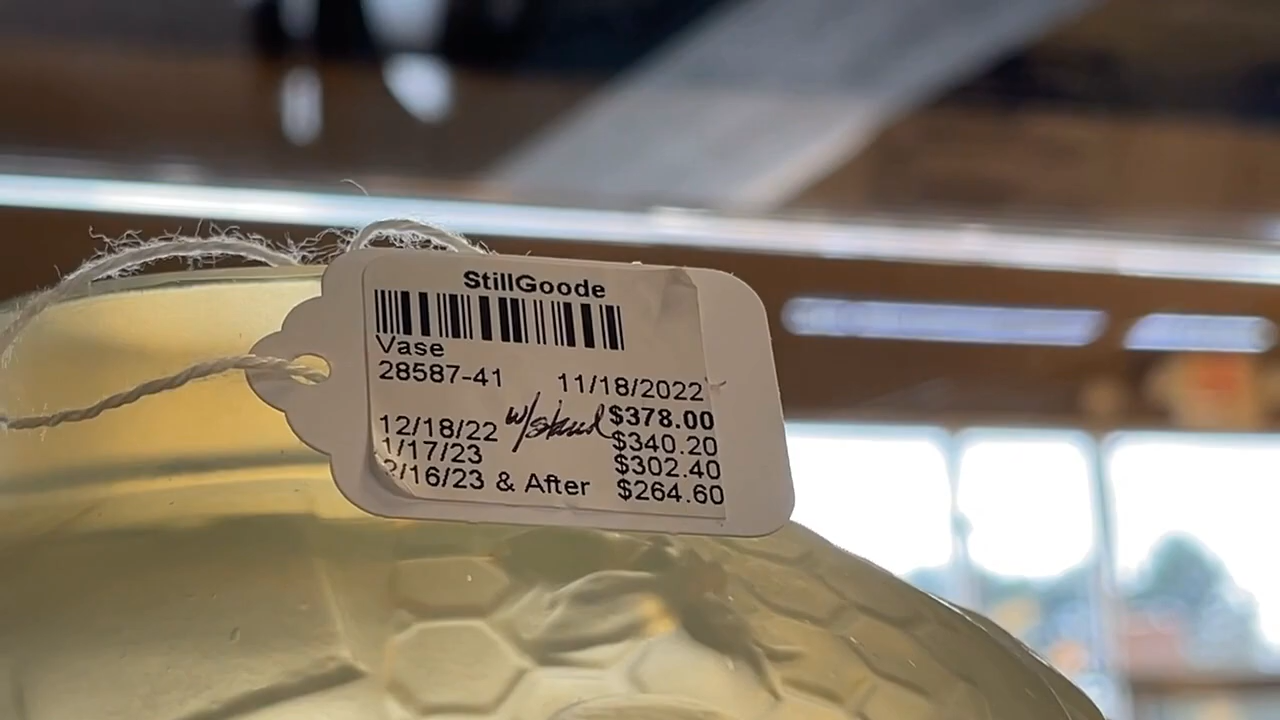 StillGoode
Vase
28587-41 11/18/2022
w/stand $378.00
12/18/22 $340.20
1/17/23 $302.40
2/16/23 & After $264.60